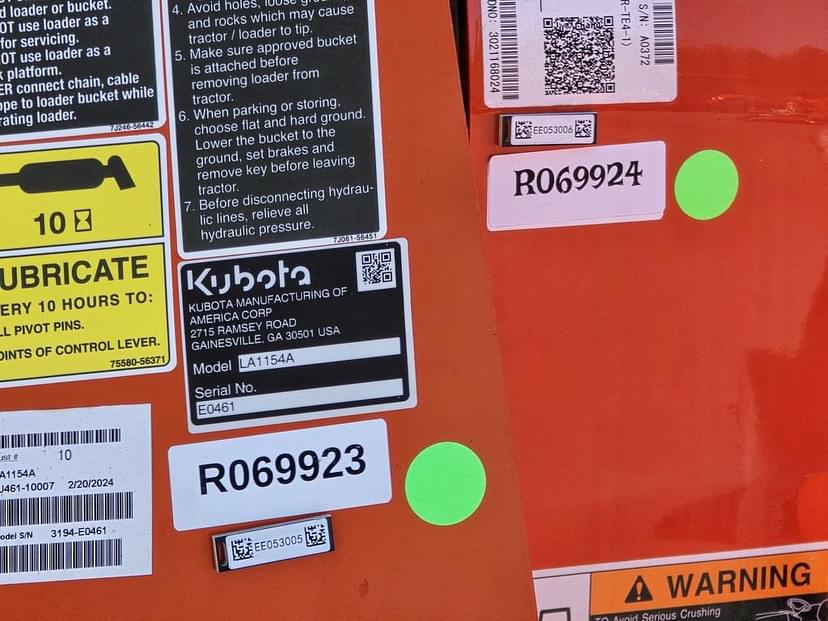 d loader or bucket.
OT use loader as a
for servicing.
OT use loader as a
platform.
ER connect chain, cable
ope to loader bucket while
rating loader.
7J246-56442
4. Avoid holes, loose
and rocks which may cause
tractor / loader to tip.
5. Make sure approved bucket
is attached before
removing loader from
tractor.
6. When parking or storing,
choose flat and hard ground.
Lower the bucket to the
ground, set brakes and
remove key before leaving
tractor.
7. Before disconnecting hydrau-
lic lines, relieve all
hydraulic pressure.
7J061-56451
10
UBRICATE
ERY 10 HOURS TO:
LL PIVOT PINS.
OINTS OF CONTROL LEVER.
75580-56371
Kubota
KUBOTA MANUFACTURING OF
AMERICA CORP
2715 RAMSEY ROAD
GAINESVILLE, GA 30501 USA
Model LA1154A
Serial No.
E0461
ust # 10
A1154A
J461-10007 2/20/2024
odel S/N 3194-E0461
R069923
EE053005
R-TE4-1)
S/N: A0372
ONO: 3021168024
EE053006
R069924
WARNING
TO Avoid Serious Crushing